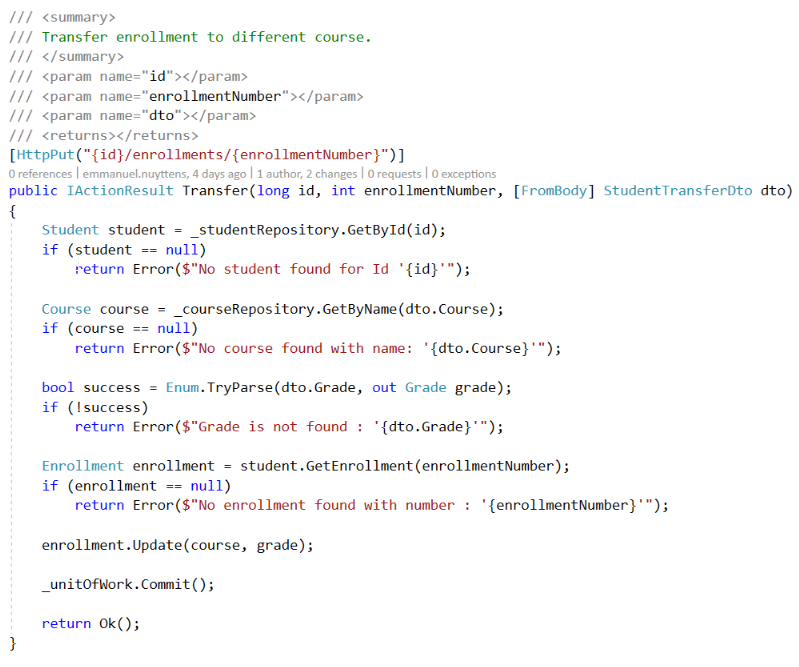 /// <summary>
/// Transfer enrollment to different course.
/// </summary>
/// <param name="id"></param>
/// <param name="enrollmentNumber"></param>
/// <param name="dto"></param>
/// <returns></returns>
[HttpPut("{id}/enrollments/{enrollmentNumber}")]
0 references | emmanuel.nuyttens, 4 days ago | 1 author, 2 changes | 0 requests | 0 exceptions
public IActionResult Transfer(long id, int enrollmentNumber, [FromBody] StudentTransferDto dto)
{
    Student student = _studentRepository.GetById(id);
    if (student == null)
        return Error($"No student found for Id '{id}'");

    Course course = _courseRepository.GetByName(dto.Course);
    if (course == null)
        return Error($"No course found with name: '{dto.Course}'");

    bool success = Enum.TryParse(dto.Grade, out Grade grade);
    if (!success)
        return Error($"Grade is not found : '{dto.Grade}'");

    Enrollment enrollment = student.GetEnrollment(enrollmentNumber);
    if (enrollment == null)
        return Error($"No enrollment found with number : '{enrollmentNumber}'");

    enrollment.Update(course, grade);

    _unitOfWork.Commit();

    return Ok();
}